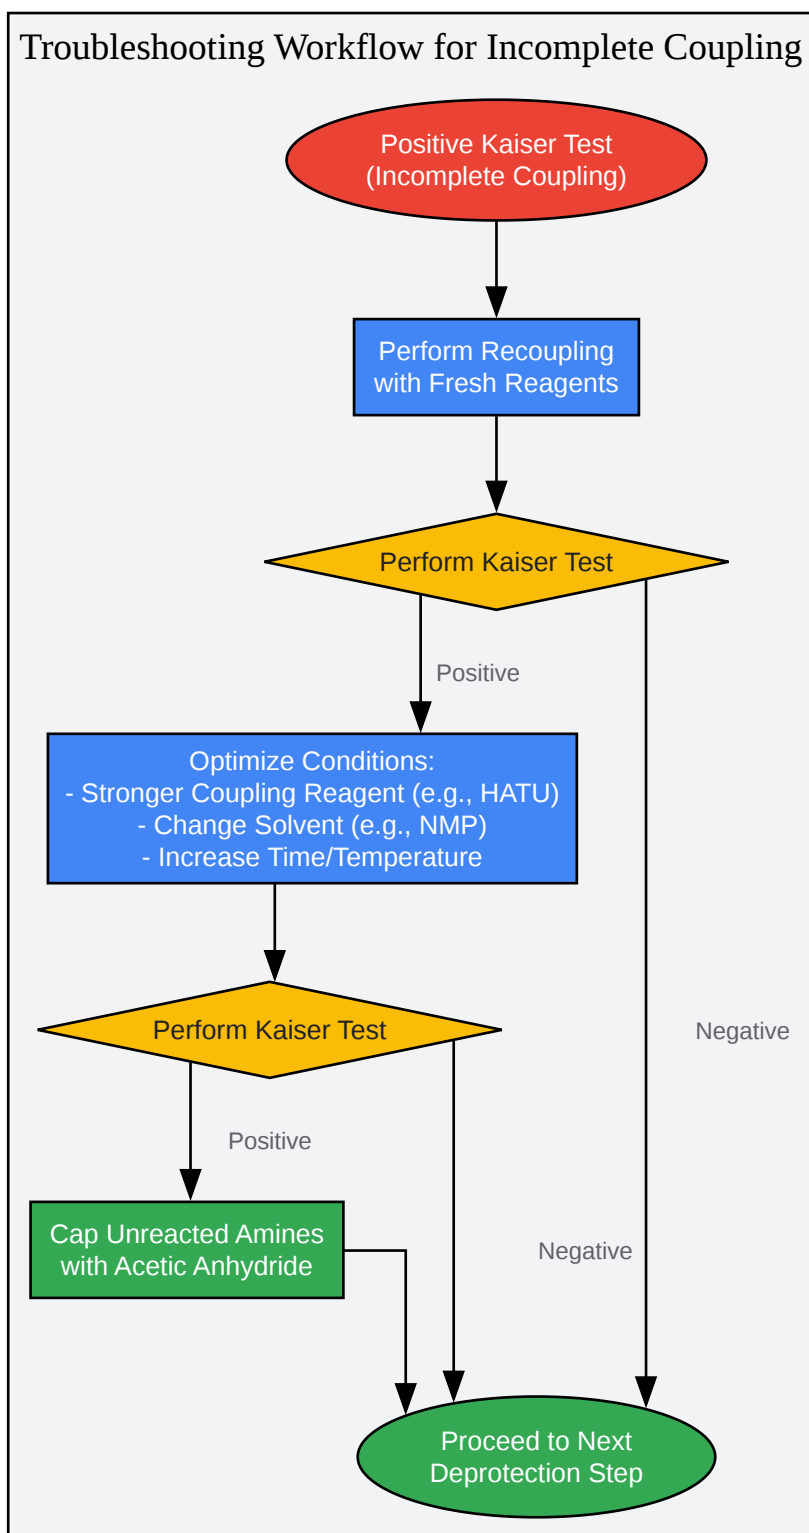 Troubleshooting Workflow for Incomplete Coupling
Positive Kaiser Test
(Incomplete Coupling)
Perform Recoupling
with Fresh Reagents
Perform Kaiser Test
Positive
Optimize Conditions:
- Stronger Coupling Reagent (e.g., HATU)
- Change Solvent (e.g., NMP)
- Increase Time/Temperature
Perform Kaiser Test
Negative
Positive
Cap Unreacted Amines
with Acetic Anhydride
Negative
Proceed to Next
Deprotection Step